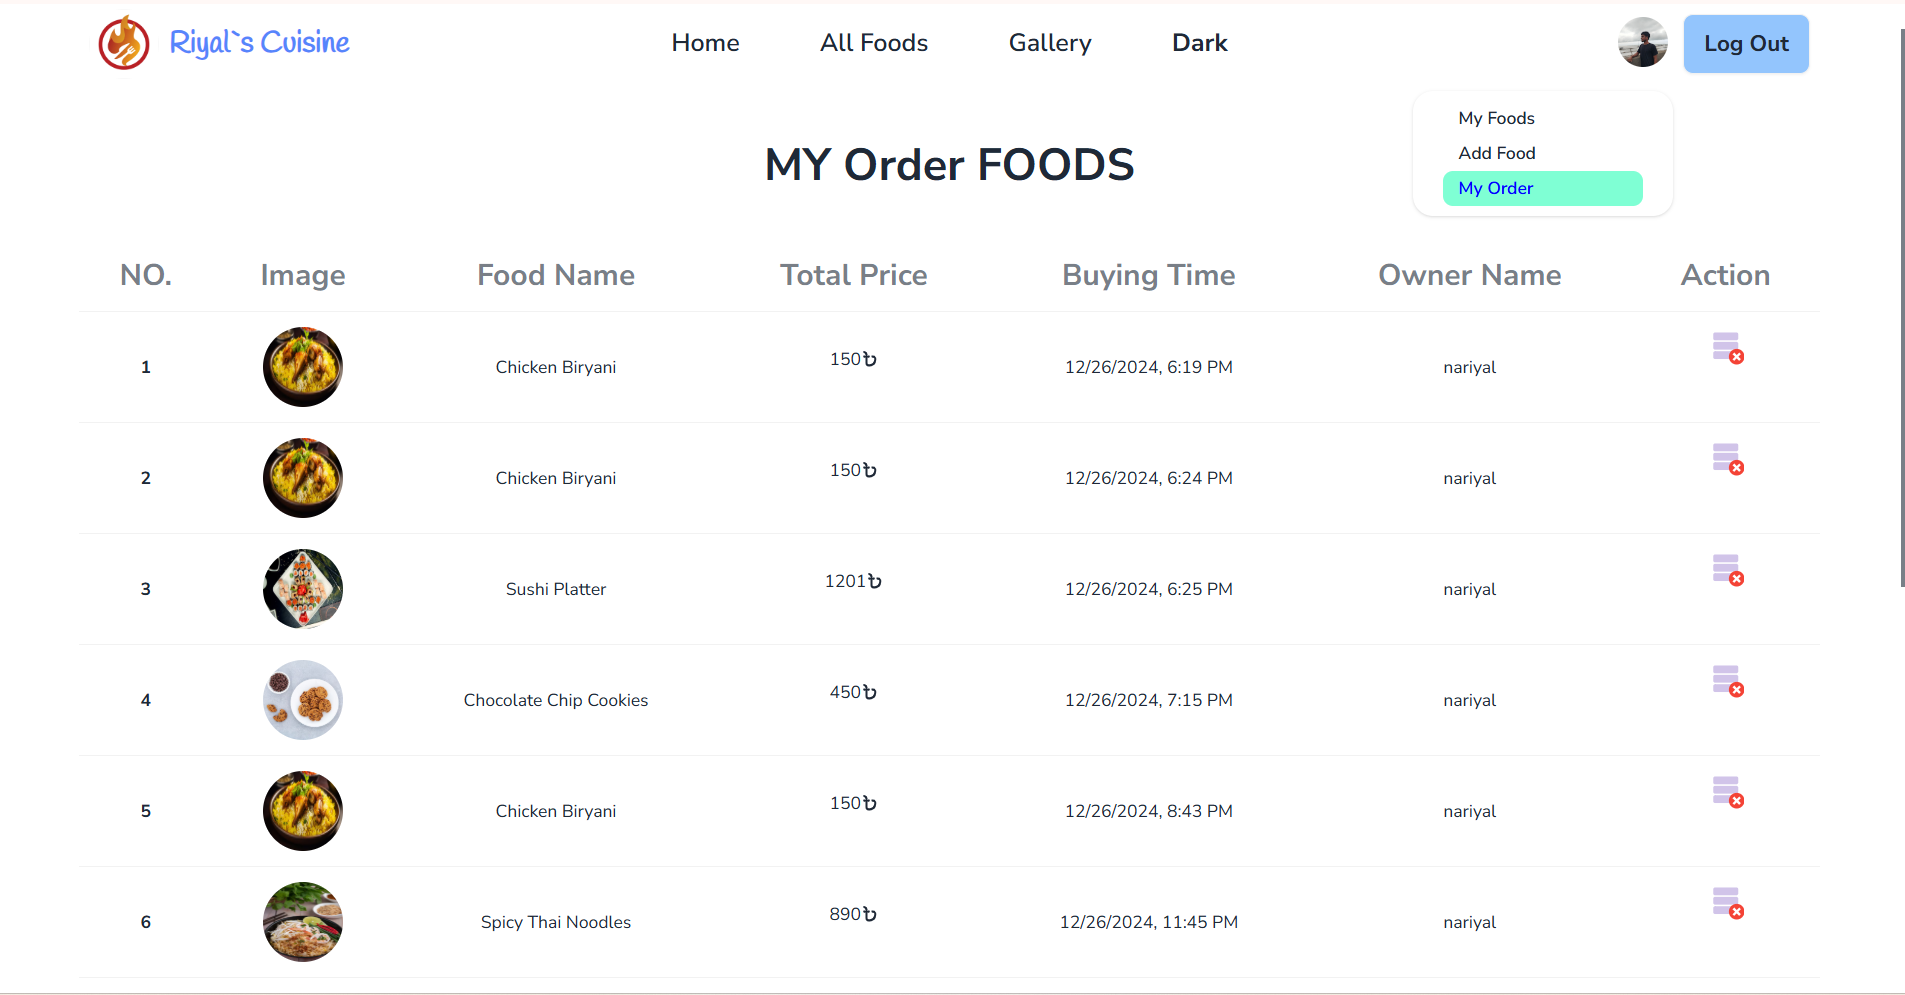 Riyal`s Cuisine
Home All Foods Gallery Dark
Log Out
My Foods
Add Food
My Order
MY Order FOODS
NO. Image Food Name Total Price Buying Time Owner Name Action
1 Chicken Biryani 150৳ 12/26/2024, 6:19 PM nariyal
2 Chicken Biryani 150৳ 12/26/2024, 6:24 PM nariyal
3 Sushi Platter 1201৳ 12/26/2024, 6:25 PM nariyal
4 Chocolate Chip Cookies 450৳ 12/26/2024, 7:15 PM nariyal
5 Chicken Biryani 150৳ 12/26/2024, 8:43 PM nariyal
6 Spicy Thai Noodles 890৳ 12/26/2024, 11:45 PM nariyal